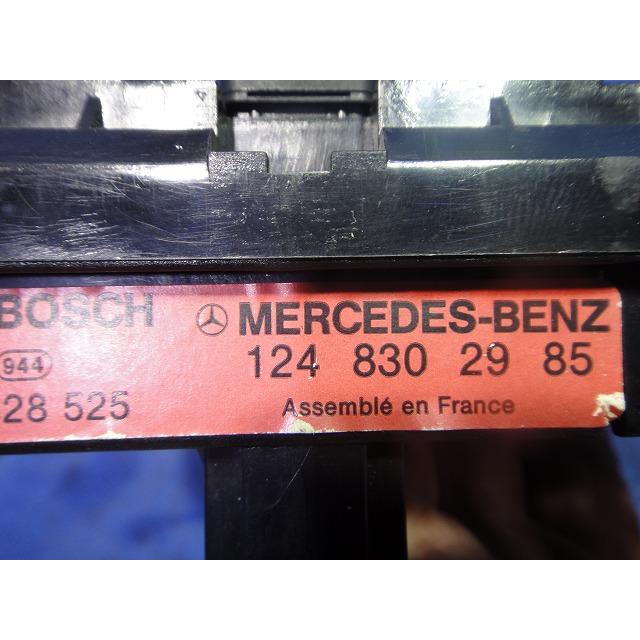 BOSCH MERCEDES-BENZ
944 124 830 29 85
28 525 Assemblé en France